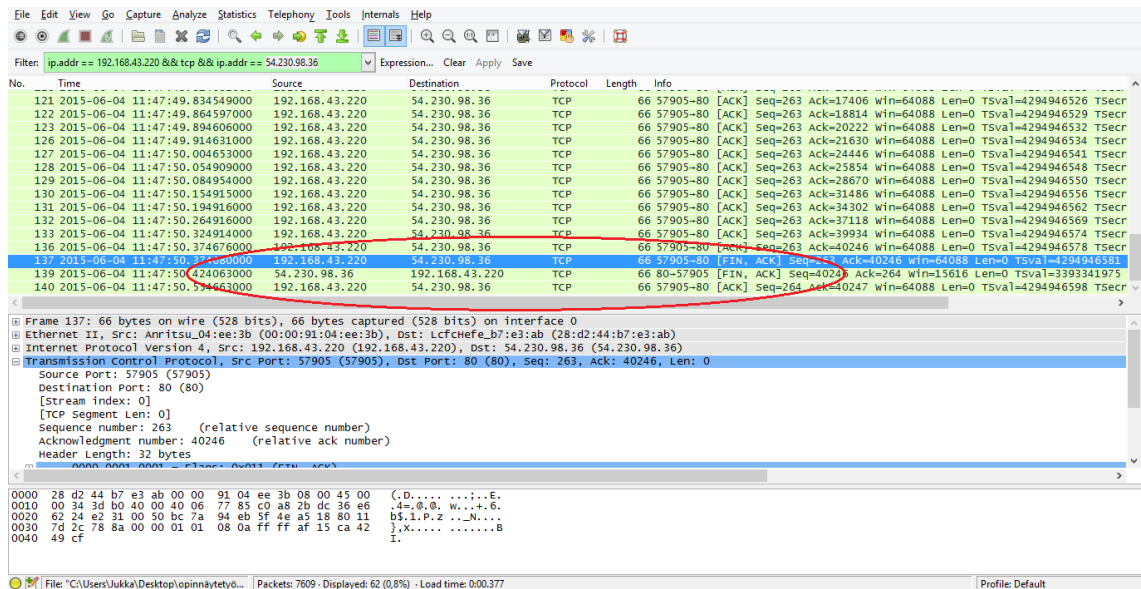 File Edit View Go Capture Analyze Statistics Telephony Tools Internals Help
Filter: ip.addr == 192.168.43.220 && tcp && ip.addr == 54.230.98.36 Expression... Clear Apply Save
No. Time Source Destination Protocol Length Info
121 2015-06-04 11:47:49.834549000 192.168.43.220 54.230.98.36 TCP 66 57905→80 [ACK] Seq=263 Ack=17406 Win=64088 Len=0 TSval=4294946526 TSecr
122 2015-06-04 11:47:49.864597000 192.168.43.220 54.230.98.36 TCP 66 57905→80 [ACK] Seq=263 Ack=18814 Win=64088 Len=0 TSval=4294946529 TSecr
123 2015-06-04 11:47:49.894606000 192.168.43.220 54.230.98.36 TCP 66 57905→80 [ACK] Seq=263 Ack=20222 Win=64088 Len=0 TSval=4294946532 TSecr
126 2015-06-04 11:47:49.914631000 192.168.43.220 54.230.98.36 TCP 66 57905→80 [ACK] Seq=263 Ack=21630 Win=64088 Len=0 TSval=4294946534 TSecr
127 2015-06-04 11:47:50.004653000 192.168.43.220 54.230.98.36 TCP 66 57905→80 [ACK] Seq=263 Ack=24446 Win=64088 Len=0 TSval=4294946541 TSecr
128 2015-06-04 11:47:50.054909000 192.168.43.220 54.230.98.36 TCP 66 57905→80 [ACK] Seq=263 Ack=25854 Win=64088 Len=0 TSval=4294946548 TSecr
129 2015-06-04 11:47:50.084954000 192.168.43.220 54.230.98.36 TCP 66 57905→80 [ACK] Seq=263 Ack=28670 Win=64088 Len=0 TSval=4294946550 TSecr
130 2015-06-04 11:47:50.154915000 192.168.43.220 54.230.98.36 TCP 66 57905→80 [ACK] Seq=263 Ack=31486 Win=64088 Len=0 TSval=4294946556 TSecr
131 2015-06-04 11:47:50.194916000 192.168.43.220 54.230.98.36 TCP 66 57905→80 [ACK] Seq=263 Ack=34302 Win=64088 Len=0 TSval=4294946562 TSecr
132 2015-06-04 11:47:50.264916000 192.168.43.220 54.230.98.36 TCP 66 57905→80 [ACK] Seq=263 Ack=37118 Win=64088 Len=0 TSval=4294946569 TSecr
133 2015-06-04 11:47:50.324914000 192.168.43.220 54.230.98.36 TCP 66 57905→80 [ACK] Seq=263 Ack=39934 Win=64088 Len=0 TSval=4294946574 TSecr
136 2015-06-04 11:47:50.374676000 192.168.43.220 54.230.98.36 TCP 66 57905→80 [ACK] Seq=263 Ack=40246 Win=64088 Len=0 TSval=4294946578 TSecr
137 2015-06-04 192.168.43.220 54.230.98.36 TCP 66 57905→80 [FIN, ACK] Seq=263 Ack=40246 Win=64088 Len=0 TSval=4294946581
139 2015-06-04 11:47:50.424063000 54.230.98.36 192.168.43.220 TCP 66 80→57905 [FIN, ACK] Seq=40246 Ack=264 Win=15616 Len=0 TSval=3393341975
140 2015-06-04 192.168.43.220 54.230.98.36 TCP 66 57905→80 [ACK] Seq=264 Ack=40247 Win=64088 Len=0 TSval=4294946598 TSecr
Frame 137: 66 bytes on wire (528 bits), 66 bytes captured (528 bits) on interface 0
Ethernet II, Src: Anritsu_04:ee:3b (00:00:91:04:ee:3b), Dst: LcfcHefe_b7:e3:ab (28:d2:44:b7:e3:ab)
Internet Protocol Version 4, Src: 192.168.43.220 (192.168.43.220), Dst: 54.230.98.36 (54.230.98.36)
Transmission Control Protocol, Src Port: 57905 (57905), Dst Port: 80 (80), Seq: 263, Ack: 40246, Len: 0
Source Port: 57905 (57905)
Destination Port: 80 (80)
[Stream index: 0]
[TCP Segment Len: 0]
Sequence number: 263 (relative sequence number)
Acknowledgment number: 40246 (relative ack number)
Header Length: 32 bytes
.... 0000 0001 0001 = Flags: 0x011 (FIN, ACK)
0000 28 d2 44 b7 e3 ab 00 00 91 04 ee 3b 08 00 45 00 (.D..... ...;..E.
0010 00 34 3d b0 40 00 40 06 77 85 c0 a8 2b dc 36 e6 .4=.@.@. w...+.6.
0020 62 24 e2 31 00 50 bc 7a 94 eb 5f 4e a5 18 80 11 b$.1.P.z .._N....
0030 7d 2c 78 8a 00 00 01 01 08 0a ff ff af 15 ca 42 },x..... .......B
0040 49 cf I.
File: "C:\Users\Jukka\Desktop\opinnäytetyö... Packets: 7609 · Displayed: 62 (0,8%) · Load time: 0:00.377 Profile: Default